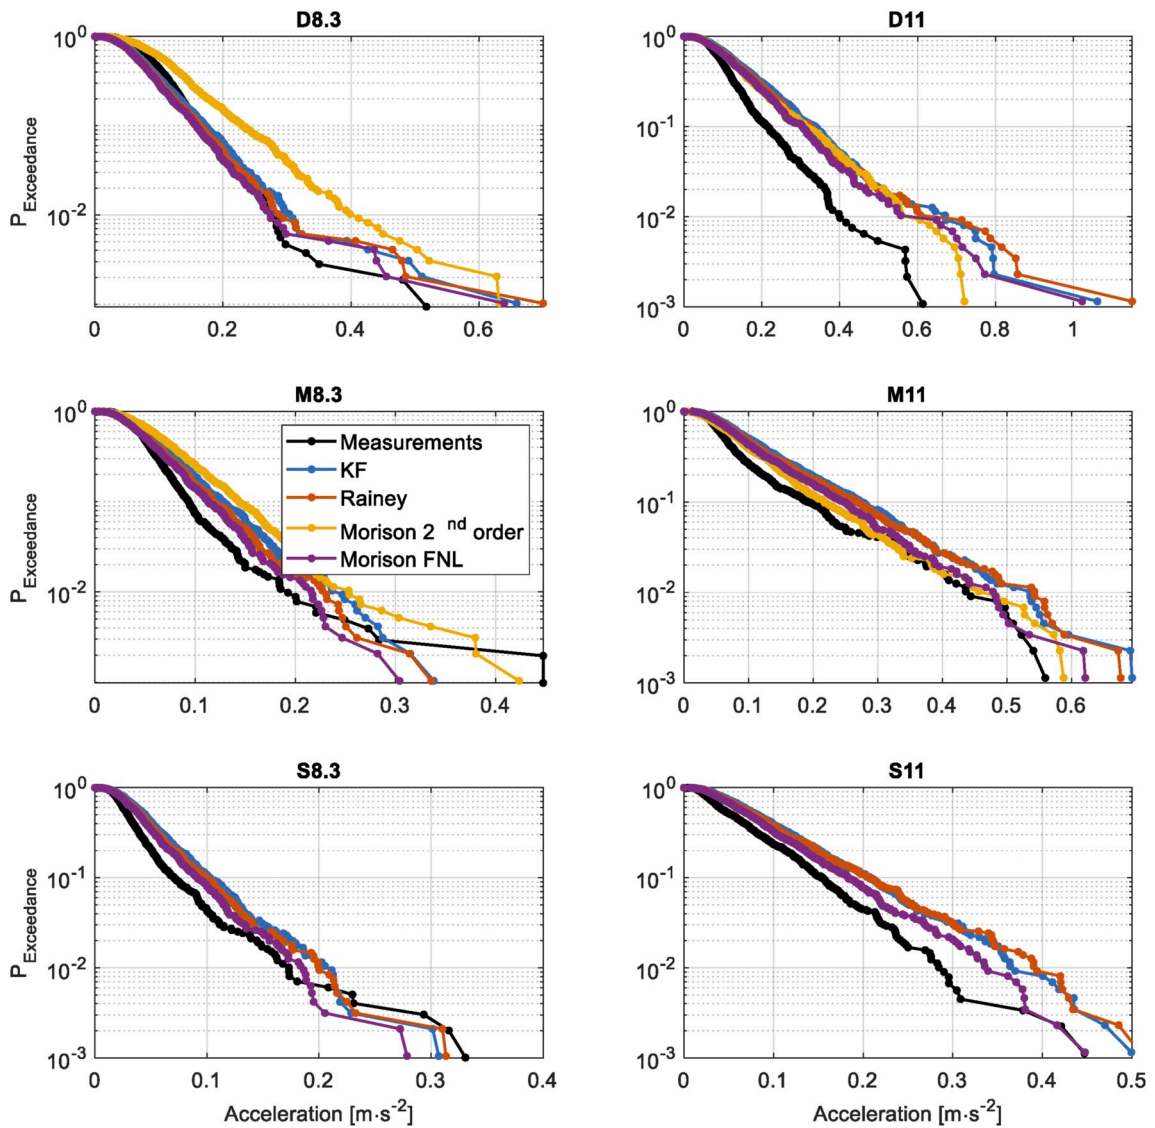 D8.3
P_Exceedance
10^0
10^-2
0 0.2 0.4 0.6
D11
10^0
10^-1
10^-2
10^-3
0 0.2 0.4 0.6 0.8 1
M8.3
P_Exceedance
10^0
10^-2
0 0.1 0.2 0.3 0.4
Measurements
KF
Rainey
Morison 2 nd order
Morison FNL
M11
10^0
10^-1
10^-2
10^-3
0 0.1 0.2 0.3 0.4 0.5 0.6
S8.3
P_Exceedance
10^0
10^-1
10^-2
10^-3
0 0.1 0.2 0.3 0.4
Acceleration [m·s^-2]
S11
10^0
10^-1
10^-2
10^-3
0 0.1 0.2 0.3 0.4 0.5
Acceleration [m·s^-2]